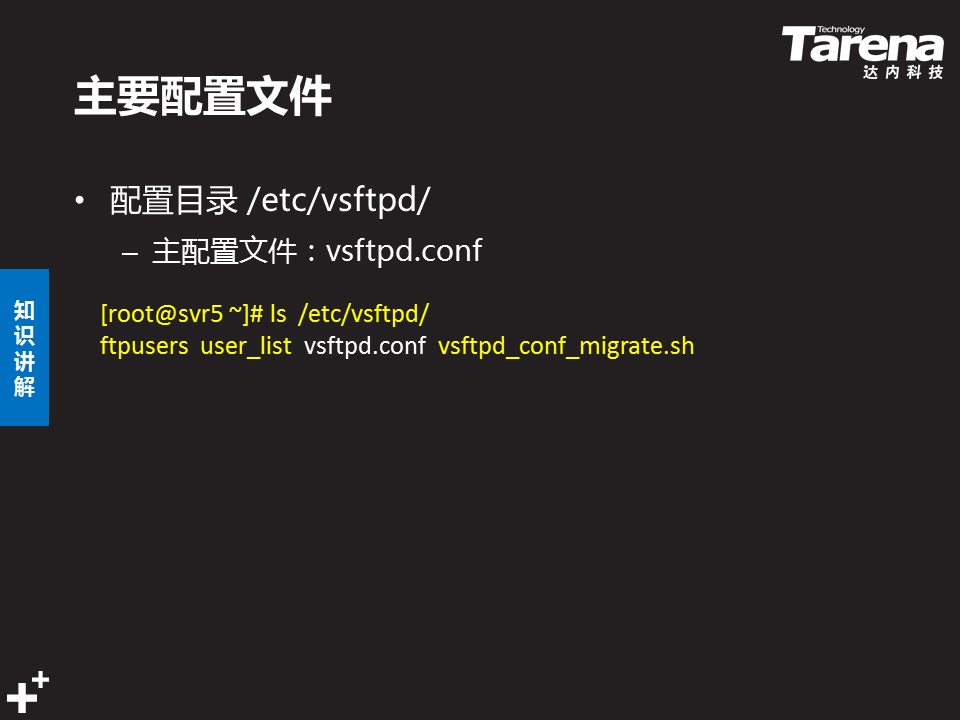 Technology
Tarena
达内科技
主要配置文件
• 配置目录 /etc/vsftpd/
– 主配置文件：vsftpd.conf
知识讲解
[root@svr5 ~]# ls /etc/vsftpd/
ftpusers user_list vsftpd.conf vsftpd_conf_migrate.sh